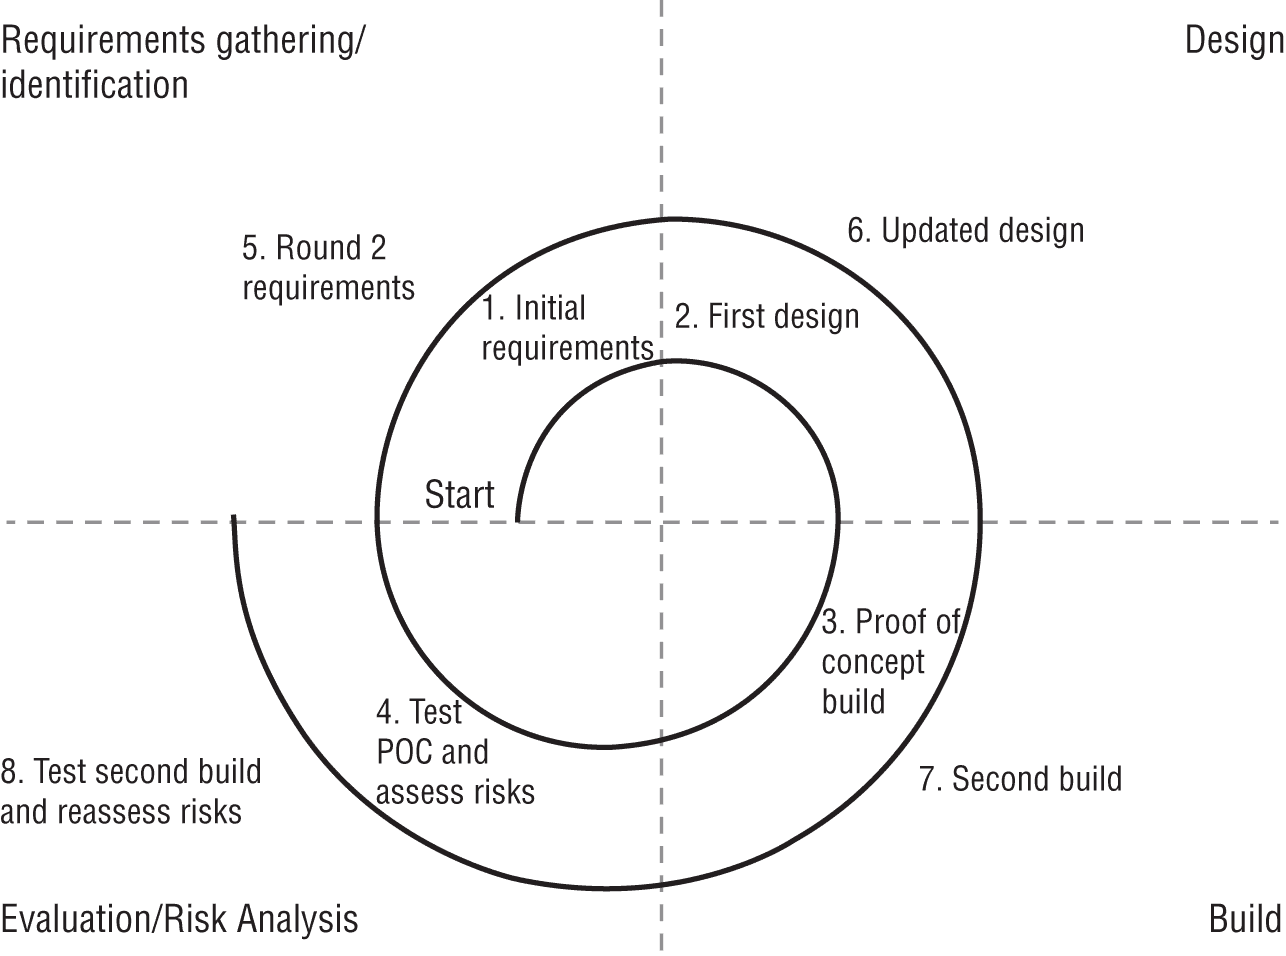 Requirements gathering/
identification
Design
5. Round 2
requirements
6. Updated design
1. Initial
requirements
2. First design
Start
3. Proof of
concept
build
4. Test
POC and
assess risks
8. Test second build
and reassess risks
7. Second build
Evaluation/Risk Analysis
Build